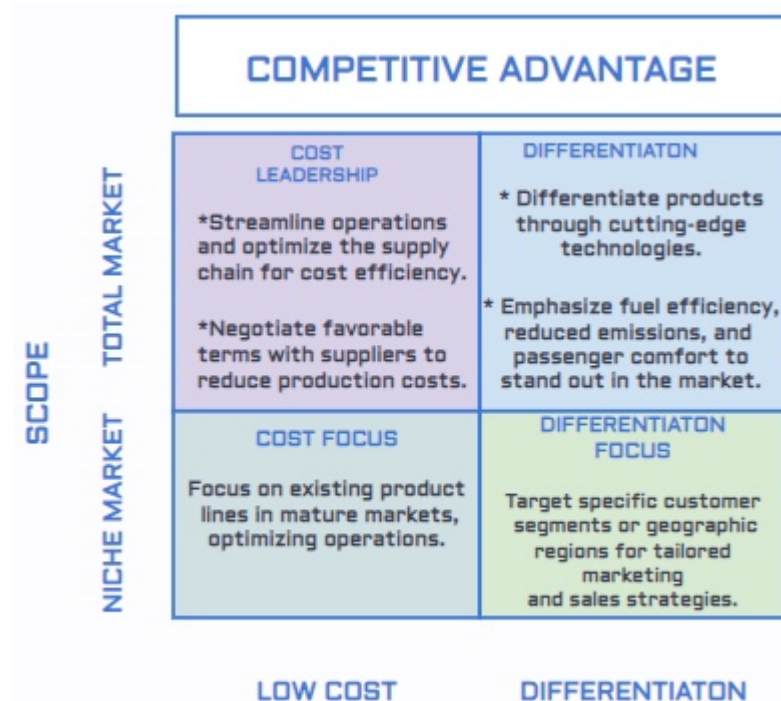 COMPETITIVE ADVANTAGE
SCOPE
TOTAL MARKET
COST
LEADERSHIP
*Streamline operations
and optimize the supply
chain for cost efficiency.
*Negotiate favorable
terms with suppliers to
reduce production costs.
DIFFERENTIATON
* Differentiate products
through cutting-edge
technologies.
* Emphasize fuel efficiency,
reduced emissions, and
passenger comfort to
stand out in the market.
NICHE MARKET
COST FOCUS
Focus on existing product
lines in mature markets,
optimizing operations.
DIFFERENTIATON
FOCUS
Target specific customer
segments or geographic
regions for tailored
marketing
and sales strategies.
LOW COST
DIFFERENTIATON